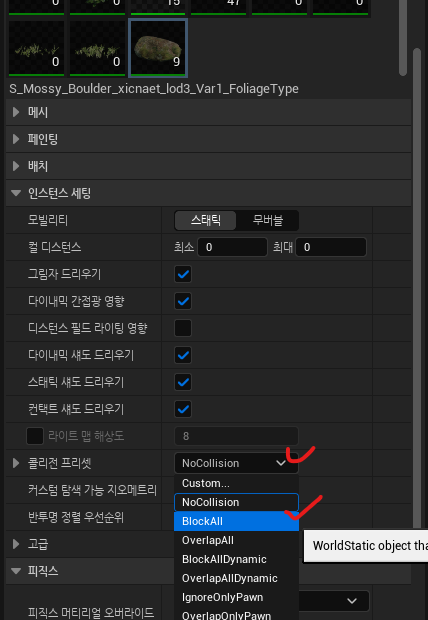 0
15
47
0
0
0
0
9
S_Mossy_Boulder_xicnaet_lod3_Var1_FoliageType
메시
페인팅
배치
인스턴스 세팅
모빌리티 스태틱 무버블
컬 디스턴스 최소 0 최대 0
그림자 드리우기
다이내믹 간접광 영향
디스턴스 필드 라이팅 영향
다이내믹 섀도 드리우기
스태틱 섀도 드리우기
컨택트 섀도 드리우기
라이트 맵 해상도 8
콜리전 프리셋 NoCollision
Custom...
커스텀 탐색 가능 지오메트리
NoCollision
반투명 정렬 우선순위
BlockAll
OverlapAll
고급
WorldStatic object tha
BlockAllDynamic
피직스
OverlapAllDynamic
IgnoreOnlyPawn
피직스 머티리얼 오버라이드
OverlapOnlyPawn